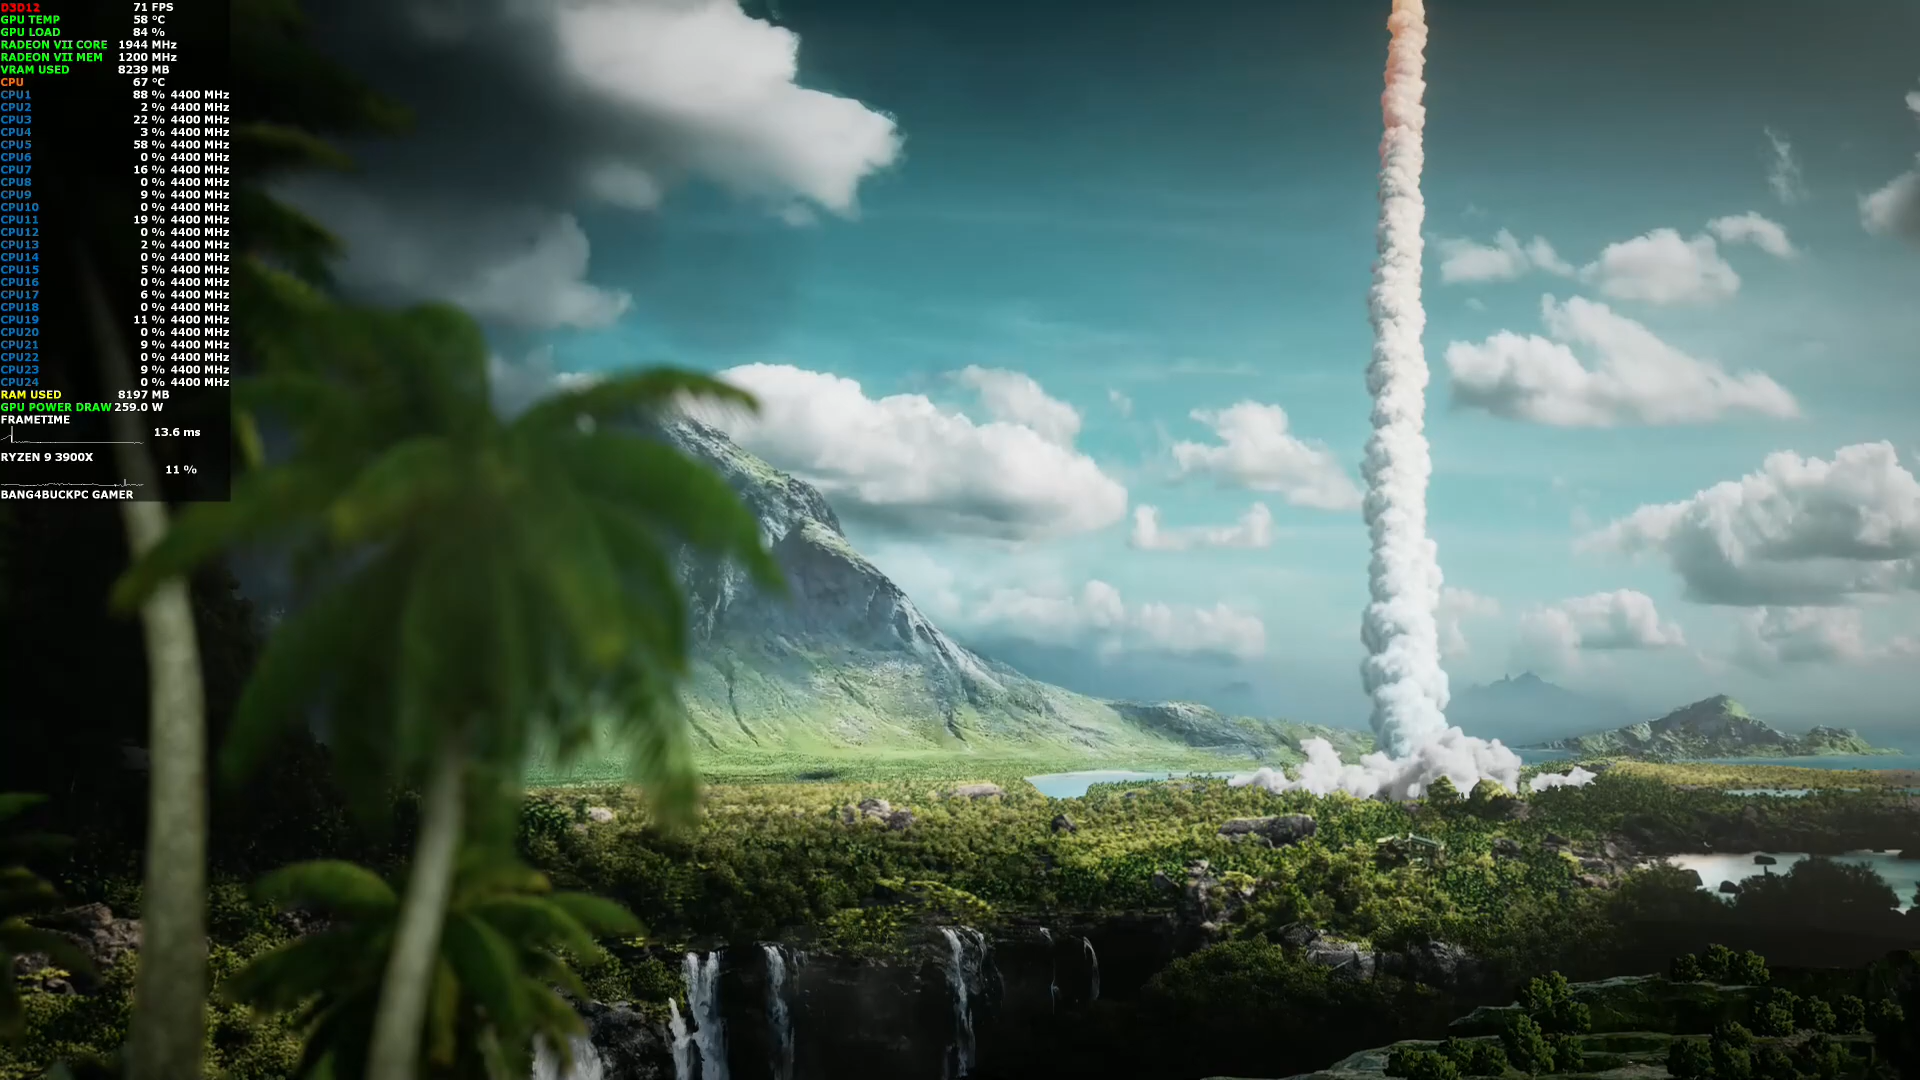 D3D12 71 FPS
GPU TEMP 58 °C
GPU LOAD 84 %
RADEON VII CORE 1944 MHz
RADEON VII MEM 1200 MHz
VRAM USED 8239 MB
CPU 67 °C
CPU1 88 % 4400 MHz
CPU2 2 % 4400 MHz
CPU3 22 % 4400 MHz
CPU4 3 % 4400 MHz
CPU5 58 % 4400 MHz
CPU6 0 % 4400 MHz
CPU7 16 % 4400 MHz
CPU8 0 % 4400 MHz
CPU9 9 % 4400 MHz
CPU10 0 % 4400 MHz
CPU11 19 % 4400 MHz
CPU12 0 % 4400 MHz
CPU13 2 % 4400 MHz
CPU14 0 % 4400 MHz
CPU15 5 % 4400 MHz
CPU16 0 % 4400 MHz
CPU17 6 % 4400 MHz
CPU18 0 % 4400 MHz
CPU19 11 % 4400 MHz
CPU20 0 % 4400 MHz
CPU21 9 % 4400 MHz
CPU22 0 % 4400 MHz
CPU23 9 % 4400 MHz
CPU24 0 % 4400 MHz
RAM USED 8197 MB
GPU POWER DRAW 259.0 W
FRAMETIME
13.6 ms
RYZEN 9 3900X
11 %
BANG4BUCKPC GAMER